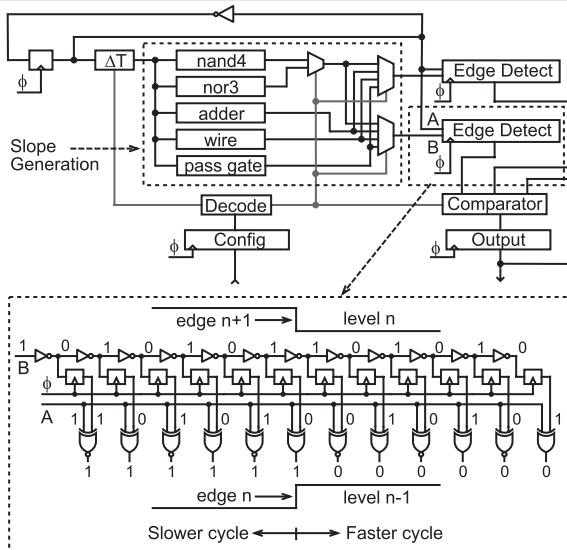 nand4
nor3
adder
wire
pass gate
ΔT
ϕ
Edge Detect
ϕ
A
B
Edge Detect
ϕ
Slope
Generation
Decode
Comparator
ϕ
Config
ϕ
Output
edge n+1
level n
1 0 1 0 1 0 0 1 0 1 0 1 0
B
ϕ
A
1 1 0 1 0 1 1 0 1 0 1 0 1
1 1 1 1 1 1 0 0 0 0 0 0
edge n
level n-1
Slower cycle
Faster cycle